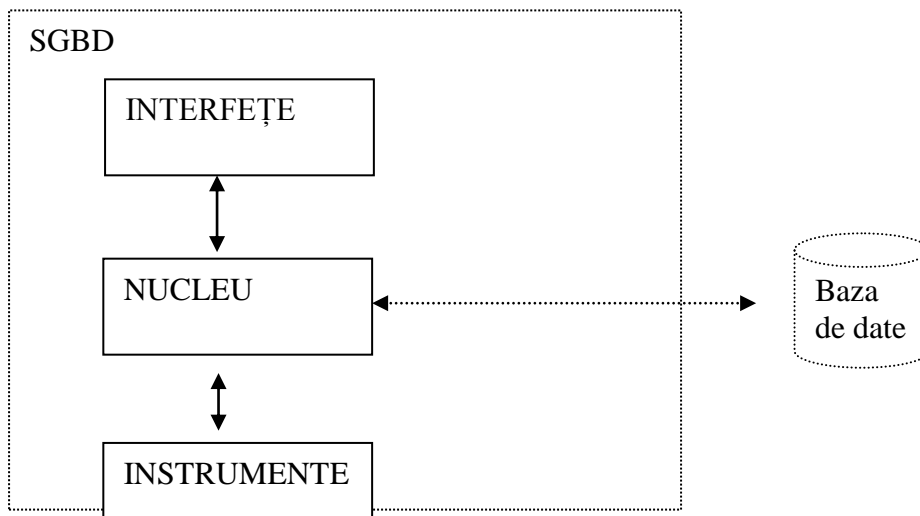 SGBD
INTERFEȚE
NUCLEU
Baza
de date
INSTRUMENTE